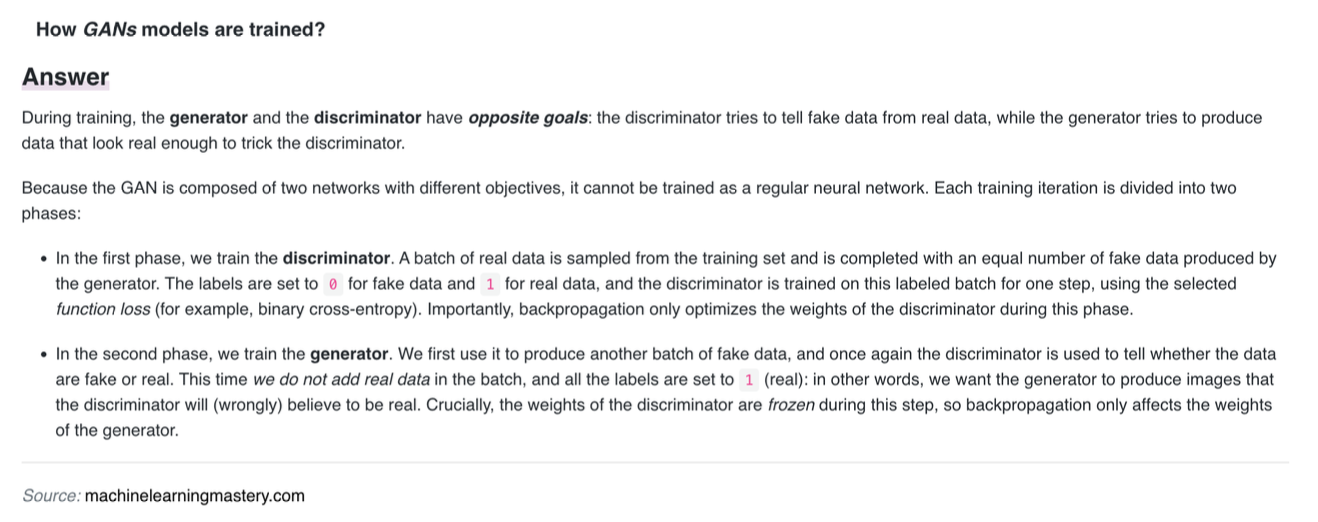 How GANs models are trained?
Answer
During training, the generator and the discriminator have opposite goals: the discriminator tries to tell fake data from real data, while the generator tries to produce
data that look real enough to trick the discriminator.
Because the GAN is composed of two networks with different objectives, it cannot be trained as a regular neural network. Each training iteration is divided into two
phases:
• In the first phase, we train the discriminator. A batch of real data is sampled from the training set and is completed with an equal number of fake data produced by
the generator. The labels are set to 0 for fake data and 1 for real data, and the discriminator is trained on this labeled batch for one step, using the selected
function loss (for example, binary cross-entropy). Importantly, backpropagation only optimizes the weights of the discriminator during this phase.
• In the second phase, we train the generator. We first use it to produce another batch of fake data, and once again the discriminator is used to tell whether the data
are fake or real. This time we do not add real data in the batch, and all the labels are set to 1 (real): in other words, we want the generator to produce images that
the discriminator will (wrongly) believe to be real. Crucially, the weights of the discriminator are frozen during this step, so backpropagation only affects the weights
of the generator.
Source: machinelearningmastery.com